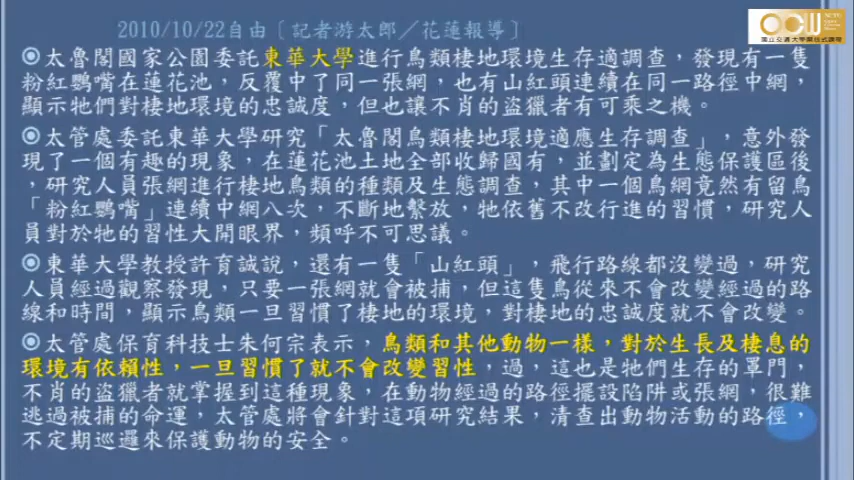 2010/10/22自由〔記者游太郎／花蓮報導〕
OCW
國立交通大學開放式課程
◉太魯閣國家公園委託東華大學進行鳥類棲地環境生存適調查，發現有一隻
粉紅鸚嘴在蓮花池，反覆中了同一張網，也有山紅頭連續在同一路徑中網，
顯示牠們對棲地環境的忠誠度，但也讓不肖的盜獵者有可乘之機。
◉太管處委託東華大學研究「太魯閣鳥類棲地環境適應生存調查」，意外發
現了一個有趣的現象，在蓮花池土地全部收歸國有，並劃定為生態保護區後
，研究人員張網進行棲地鳥類的種類及生態調查，其中一個鳥網竟然有留鳥
「粉紅鸚嘴」連續中網八次，不斷地繫放，牠依舊不改行進的習慣，研究人
員對於牠的習性大開眼界，頻呼不可思議。
◉東華大學教授許育誠說，還有一隻「山紅頭」，飛行路線都沒變過，研究
人員經過觀察發現，只要一張網就會被捕，但這隻鳥從來不會改變經過的路
線和時間，顯示鳥類一旦習慣了棲地的環境，對棲地的忠誠度就不會改變。
◉太管處保育科技士朱何宗表示，鳥類和其他動物一樣，對於生長及棲息的
環境有依賴性，一旦習慣了就不會改變習性，過，這也是牠們生存的罩門，
不肖的盜獵者就掌握到這種現象，在動物經過的路徑擺設陷阱或張網，很難
逃過被捕的命運，太管處將會針對這項研究結果，清查出動物活動的路徑，
不定期巡邏來保護動物的安全。